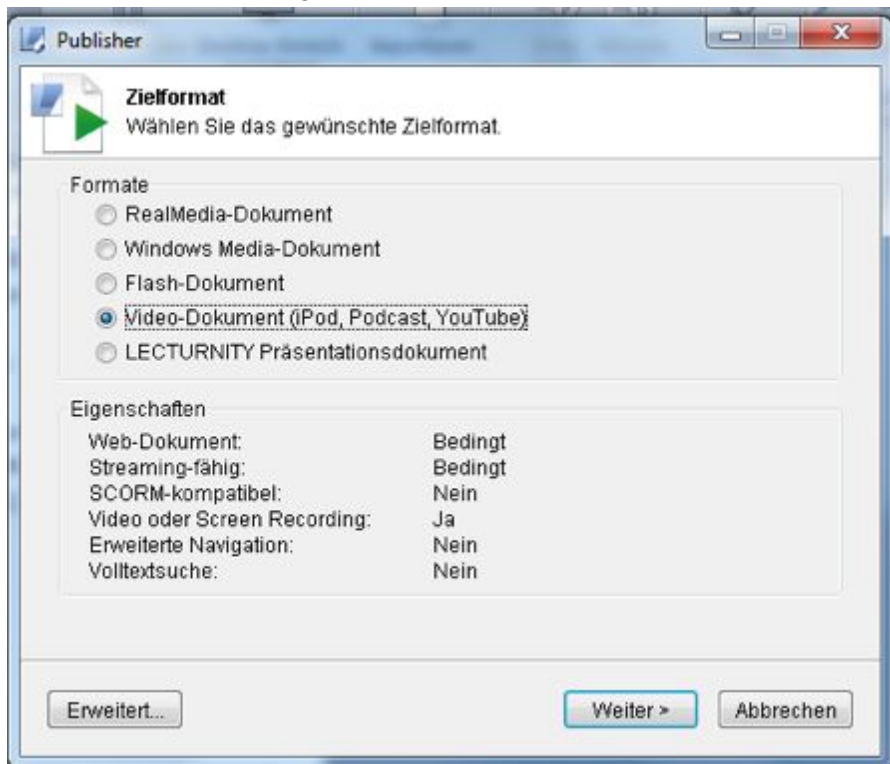 Publisher
Zielformat
Wählen Sie das gewünschte Zielformat.
Formate
RealMedia-Dokument
Windows Media-Dokument
Flash-Dokument
Video-Dokument (iPod, Podcast, YouTube)
LECTURNITY Präsentationsdokument
Eigenschaften
Web-Dokument: Bedingt
Streaming-fähig: Bedingt
SCORM-kompatibel: Nein
Video oder Screen Recording: Ja
Erweiterte Navigation: Nein
Volltextsuche: Nein
Erweitert... Weiter > Abbrechen